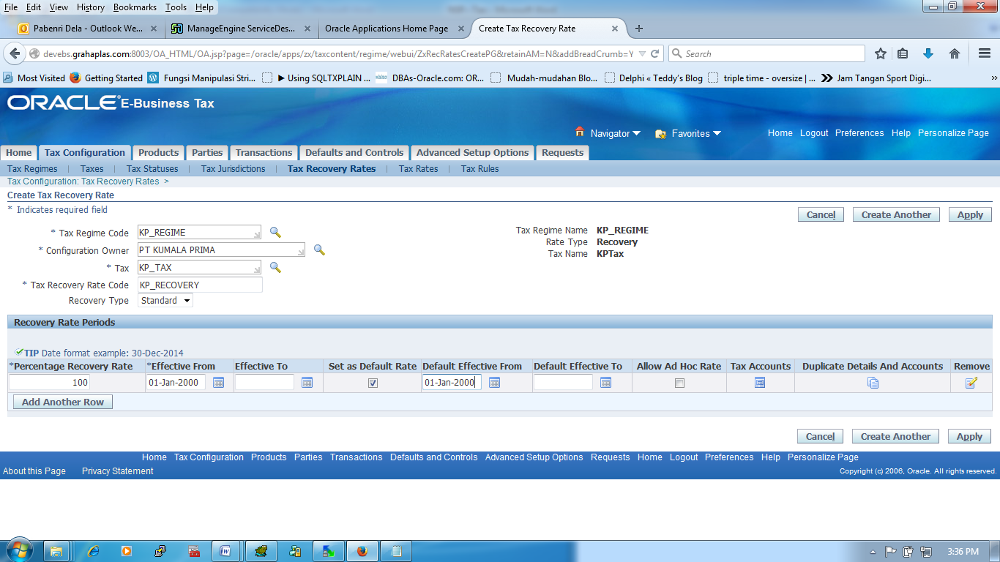 File Edit View History Bookmarks Tools Help
Pabenri Dela - Outlook We... × ManageEngine ServiceDes... × Oracle Applications Home Page × Create Tax Recovery Rate × +
devebs.grahaplas.com:8003/OA_HTML/OA.jsp?page=/oracle/apps/zx/taxcontent/regime/webui/ZxRecRatesCreatePG&retainAM=N&addBreadCrumb=Y Search
Most Visited Getting Started Fungsi Manipulasi Stri... ▶ Using SQLTXPLAIN ... DBAs-Oracle.com: OR... Mudah-mudahan Blo... Delphi « Teddy's Blog triple time - oversize | ... Jam Tangan Sport Digi... »
ORACLE® E-Business Tax
Navigator Favorites Home Logout Preferences Help Personalize Page
Home Tax Configuration Products Parties Transactions Defaults and Controls Advanced Setup Options Requests
Tax Regimes | Taxes | Tax Statuses | Tax Jurisdictions | Tax Recovery Rates | Tax Rates | Tax Rules
Tax Configuration: Tax Recovery Rates >
Create Tax Recovery Rate
* Indicates required field
Cancel Create Another Apply
* Tax Regime Code KP_REGIME
* Configuration Owner PT KUMALA PRIMA
* Tax KP_TAX
* Tax Recovery Rate Code KP_RECOVERY
Recovery Type Standard
Tax Regime Name KP_REGIME
Rate Type Recovery
Tax Name KPTax
Recovery Rate Periods
TIP Date format example: 30-Dec-2014
*Percentage Recovery Rate *Effective From Effective To Set as Default Rate Default Effective From Default Effective To Allow Ad Hoc Rate Tax Accounts Duplicate Details And Accounts Remove
100 01-Jan-2000 01-Jan-2000
Add Another Row
Cancel Create Another Apply
Home Tax Configuration Products Parties Transactions Defaults and Controls Advanced Setup Options Requests Home Logout Preferences Help Personalize Page
About this Page Privacy Statement Copyright (c) 2006, Oracle. All rights reserved.
3:36 PM